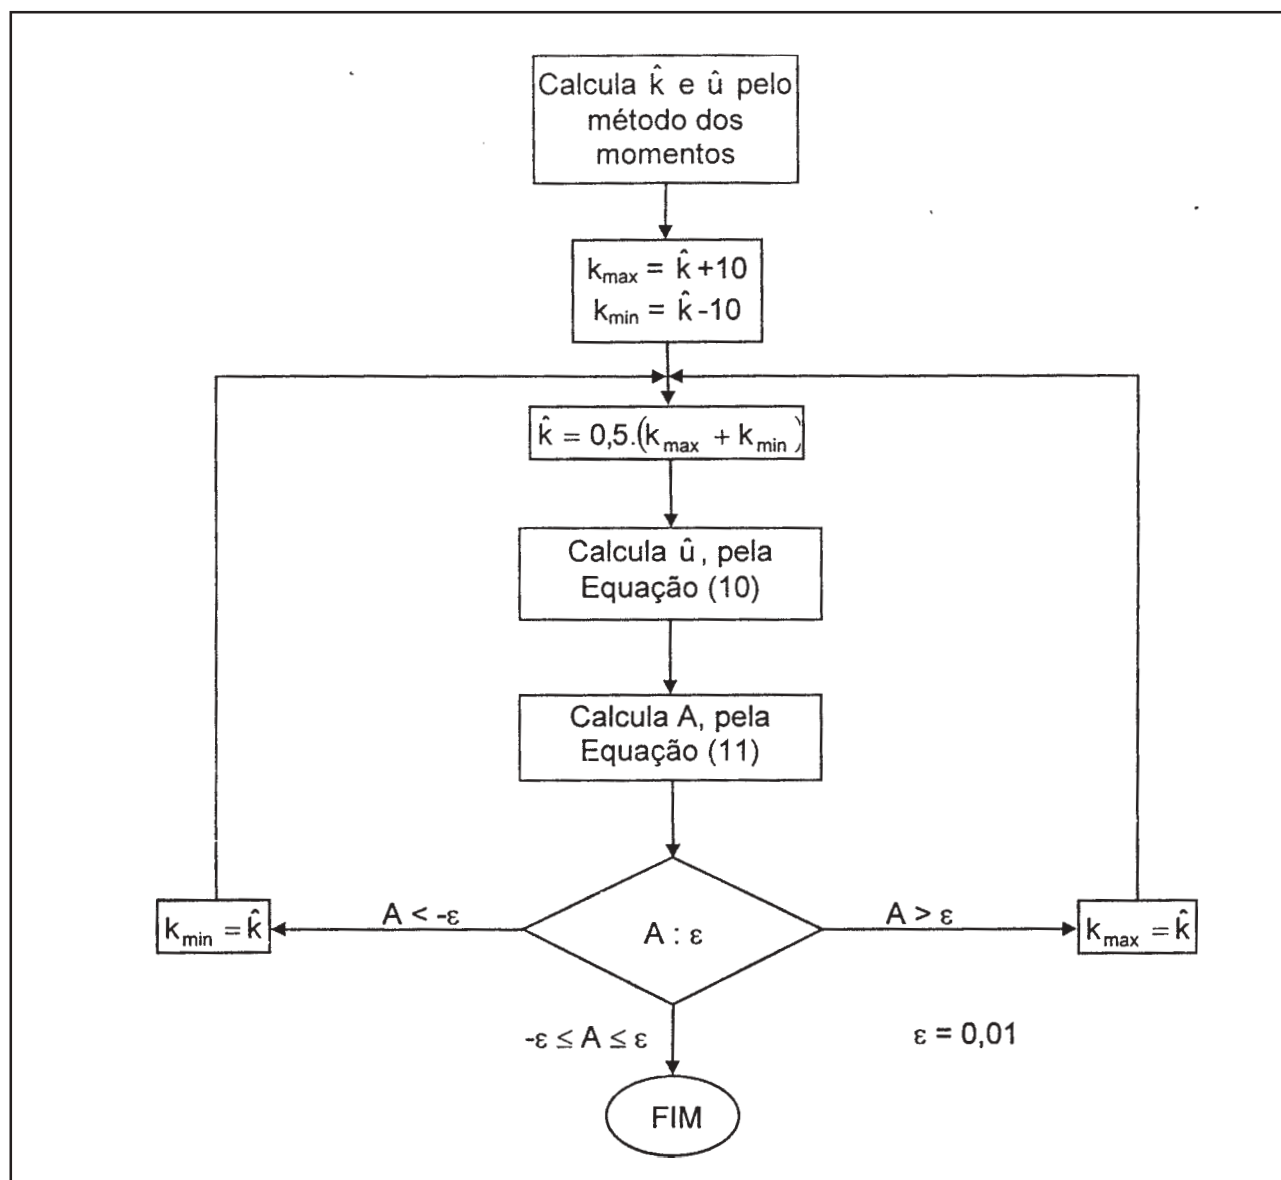 Calcula k̂ e û pelo
método dos
momentos
k_max = k̂ +10
k_min = k̂ -10
k̂ = 0,5.(k_max + k_min)
Calcula û, pela
Equação (10)
Calcula A, pela
Equação (11)
A < -ε
A > ε
k_min = k̂
A : ε
k_max = k̂
-ε ≤ A ≤ ε
ε = 0,01
FIM